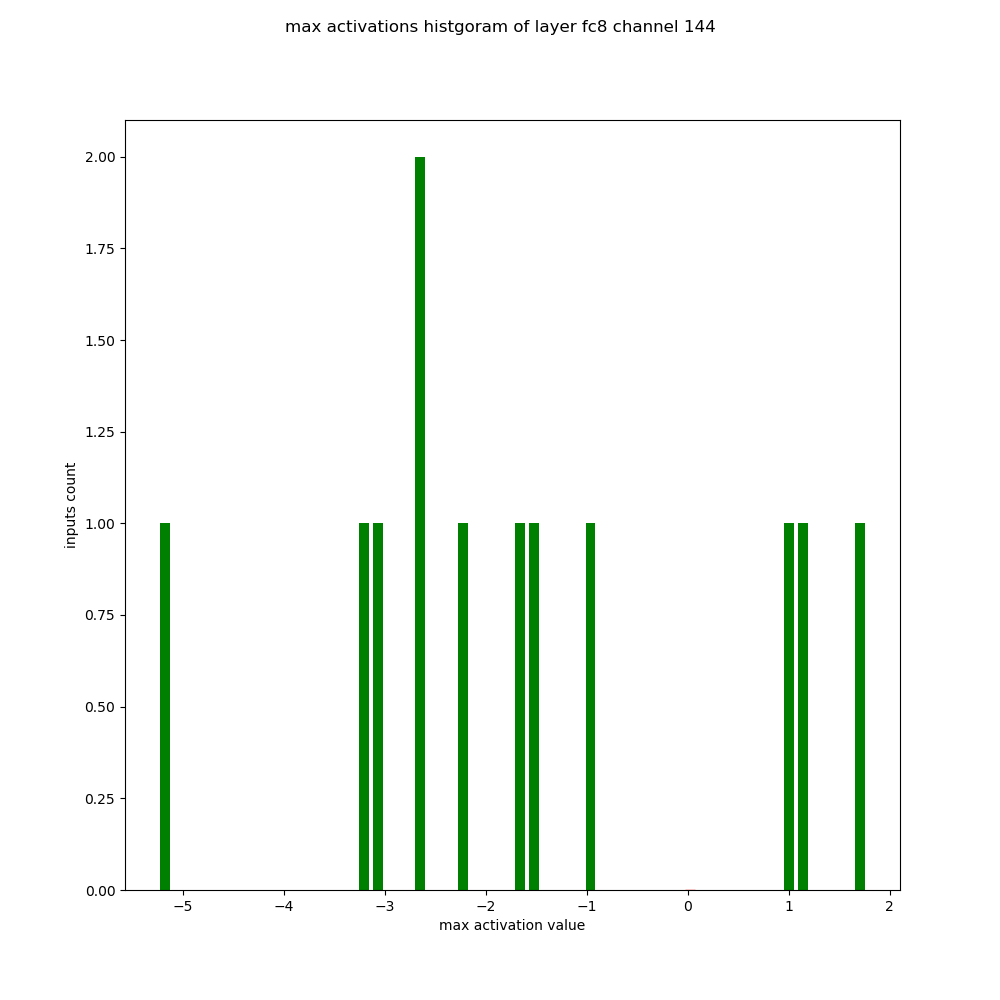 max activations histgoram of layer fc8 channel 144
2.00
1.75
1.50
1.25
1.00
0.75
0.50
0.25
0.00
inputs count
−5 −4 −3 −2 −1 0 1 2
max activation value